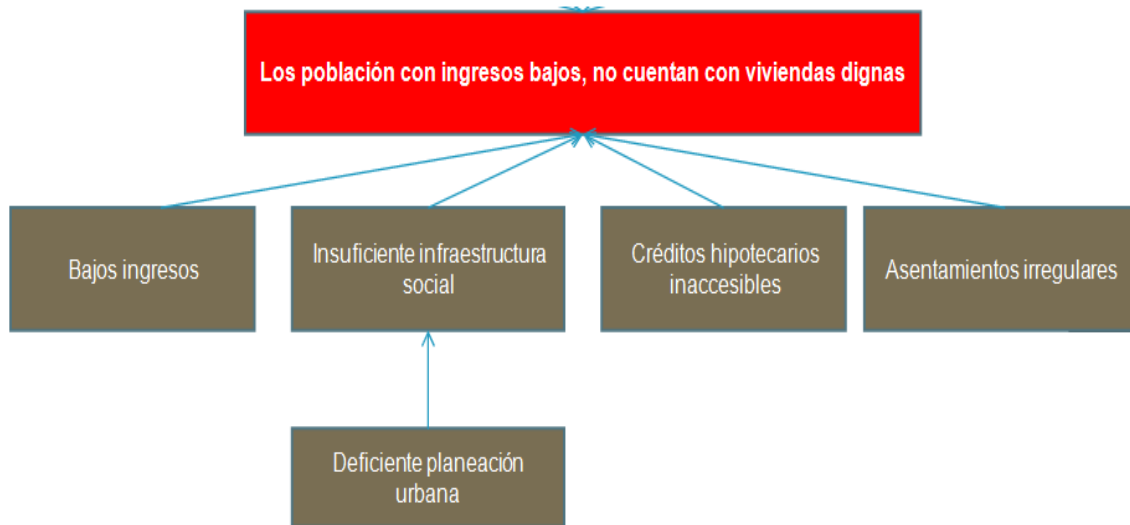 Los población con ingresos bajos, no cuentan con viviendas dignas
Bajos ingresos
Insuficiente infraestructura
social
Créditos hipotecarios
inaccesibles
Asentamientos irregulares
Deficiente planeación
urbana